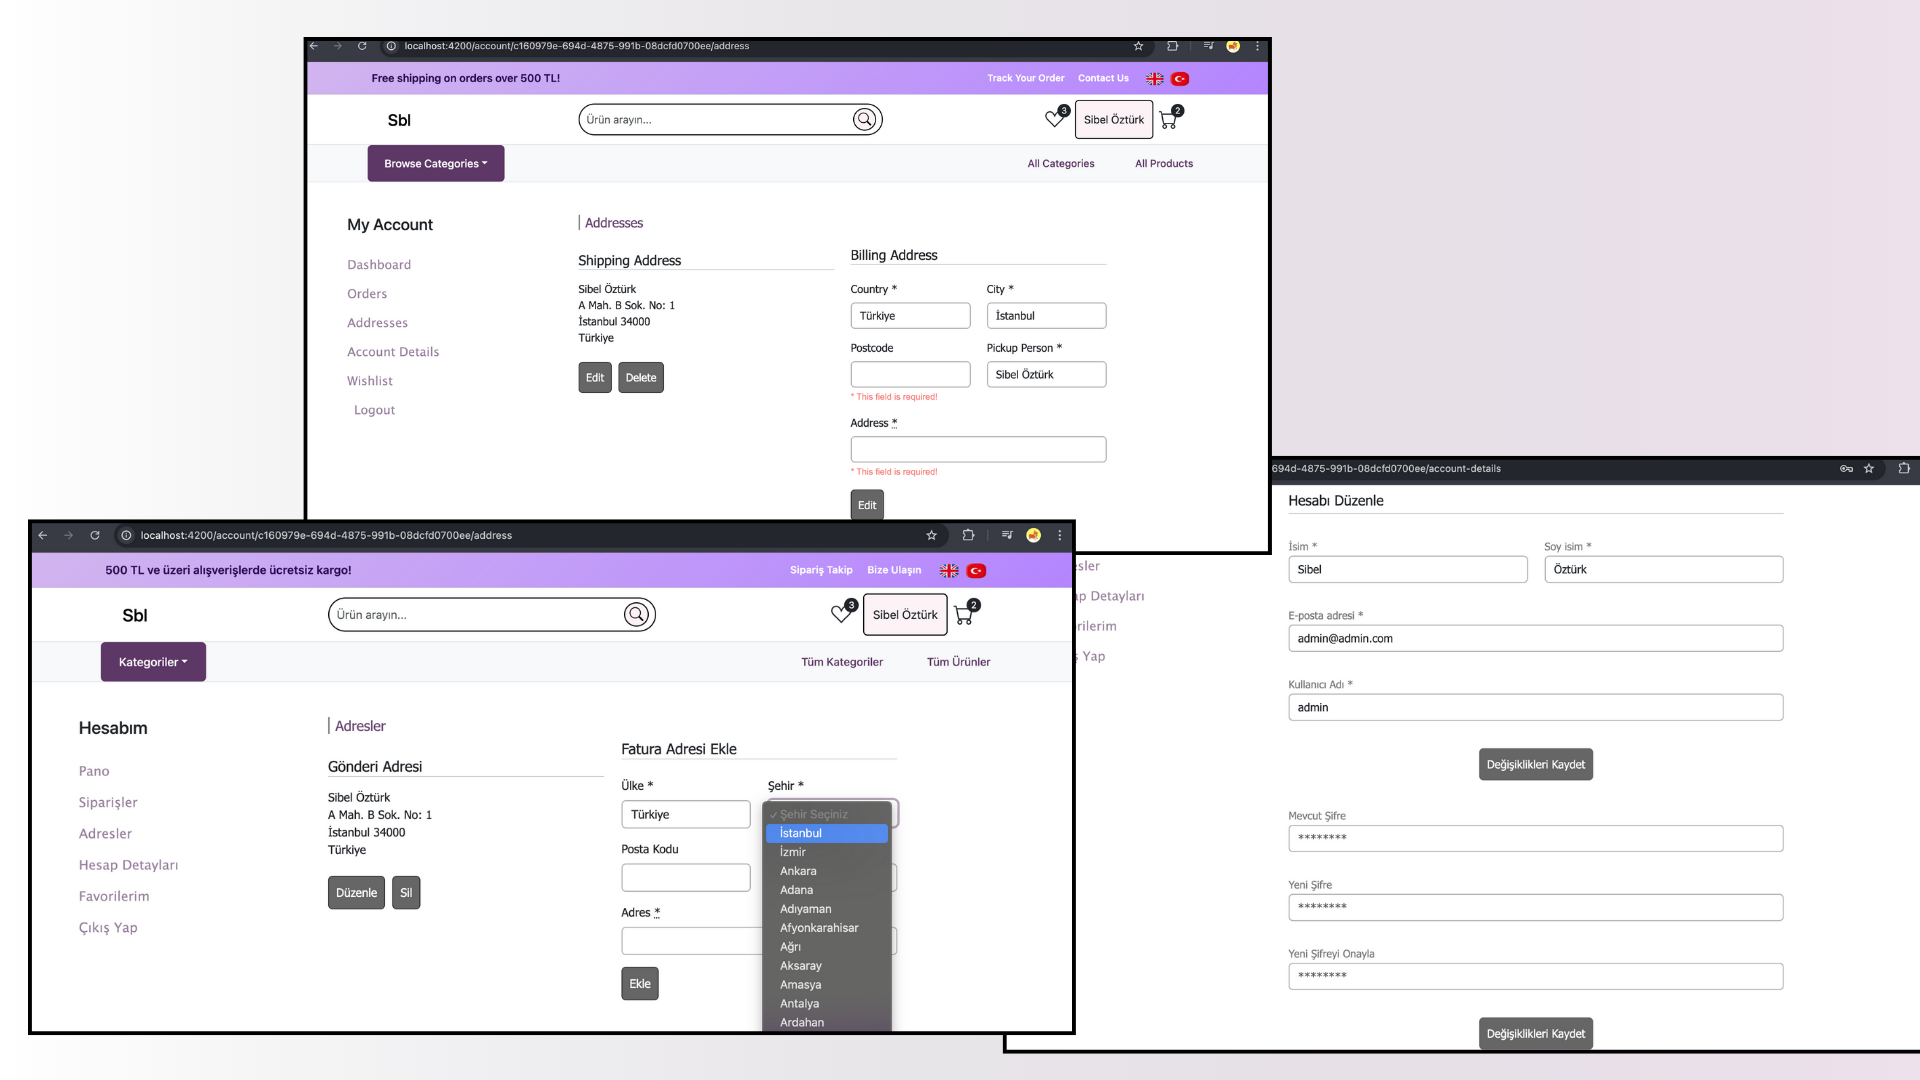 localhost:4200/account/c160979e-694d-4875-991b-08dcfd0700ee/address
Free shipping on orders over 500 TL!
Track Your Order
Contact Us
Sbl
Ürün arayın...
3
Sibel Öztürk
2
Browse Categories
All Categories
All Products
My Account
Dashboard
Orders
Addresses
Account Details
Wishlist
Logout
Addresses
Shipping Address
Sibel Öztürk
A Mah. B Sok. No: 1
İstanbul 34000
Türkiye
Edit
Delete
Billing Address
Country *
City *
Türkiye
İstanbul
Postcode
Pickup Person *
Sibel Öztürk
* This field is required!
Address *
* This field is required!
Edit
localhost:4200/account/c160979e-694d-4875-991b-08dcfd0700ee/address
500 TL ve üzeri alışverişlerde ücretsiz kargo!
Sipariş Takip
Bize Ulaşın
Sbl
Ürün arayın...
3
Sibel Öztürk
2
Kategoriler
Tüm Kategoriler
Tüm Ürünler
Hesabım
Pano
Siparişler
Adresler
Hesap Detayları
Favorilerim
Çıkış Yap
Adresler
Gönderi Adresi
Sibel Öztürk
A Mah. B Sok. No: 1
İstanbul 34000
Türkiye
Düzenle
Sil
Fatura Adresi Ekle
Ülke *
Şehir *
Türkiye
Posta Kodu
Adres *
Ekle
✓ Şehir Seçiniz
İstanbul
İzmir
Ankara
Adana
Adıyaman
Afyonkarahisar
Ağrı
Aksaray
Amasya
Antalya
Ardahan
694d-4875-991b-08dcfd0700ee/account-details
sler
ap Detayları
rilerim
ş Yap
Hesabı Düzenle
İsim *
Soy isim *
Sibel
Öztürk
E-posta adresi *
admin@admin.com
Kullanıcı Adı *
admin
Değişiklikleri Kaydet
Mevcut Şifre
********
Yeni Şifre
********
Yeni Şifreyi Onayla
********
Değişiklikleri Kaydet